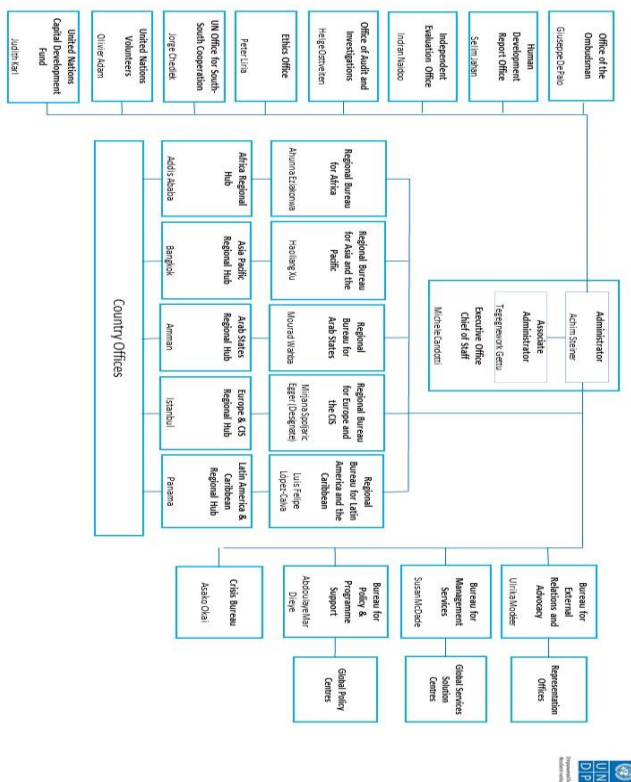 Administrator
Achim Steiner
Associate
Administrator
Tegegnework Gettu
Executive Office
Chief of Staff
Michele Candotti
Office of the
Ombudsman
Giuseppe De Palo
Human
Development
Report Office
Selim Jahan
Independent
Evaluation Office
Indran Naidoo
Office of Audit and
Investigations
Helge Ostveiten
Ethics Office
Peter Liria
UN Office for South-
South Cooperation
Jorge Chediek
United Nations
Volunteers
Olivier Adam
United Nations
Capital Development
Fund
Judith Karl
Regional Bureau
for Africa
Ahunna Eziakonwa
Regional Bureau
for Asia and the
Pacific
Haoliang Xu
Regional
Bureau for
Arab States
Mourad Wahba
Regional Bureau
for Europe and
the CIS
Mirjana Spoljaric
Egger (Designate)
Regional
Bureau for Latin
America and the
Caribbean
Luis Felipe
López-Calva
Africa Regional
Hub
Addis Ababa
Asia Pacific
Regional Hub
Bangkok
Arab States
Regional Hub
Amman
Europe & CIS
Regional Hub
Istanbul
Latin America &
Caribbean
Regional Hub
Panama
Country Offices
Bureau for
External
Relations and
Advocacy
Ulrika Modéer
Representation
Offices
Bureau for
Management
Services
Susan McDade
Global Services
Solution
Centres
Bureau for
Policy &
Programme
Support
Abdoulaye Mar
Dieye
Global Policy
Centres
Crisis Bureau
Asako Okai
UN
DP